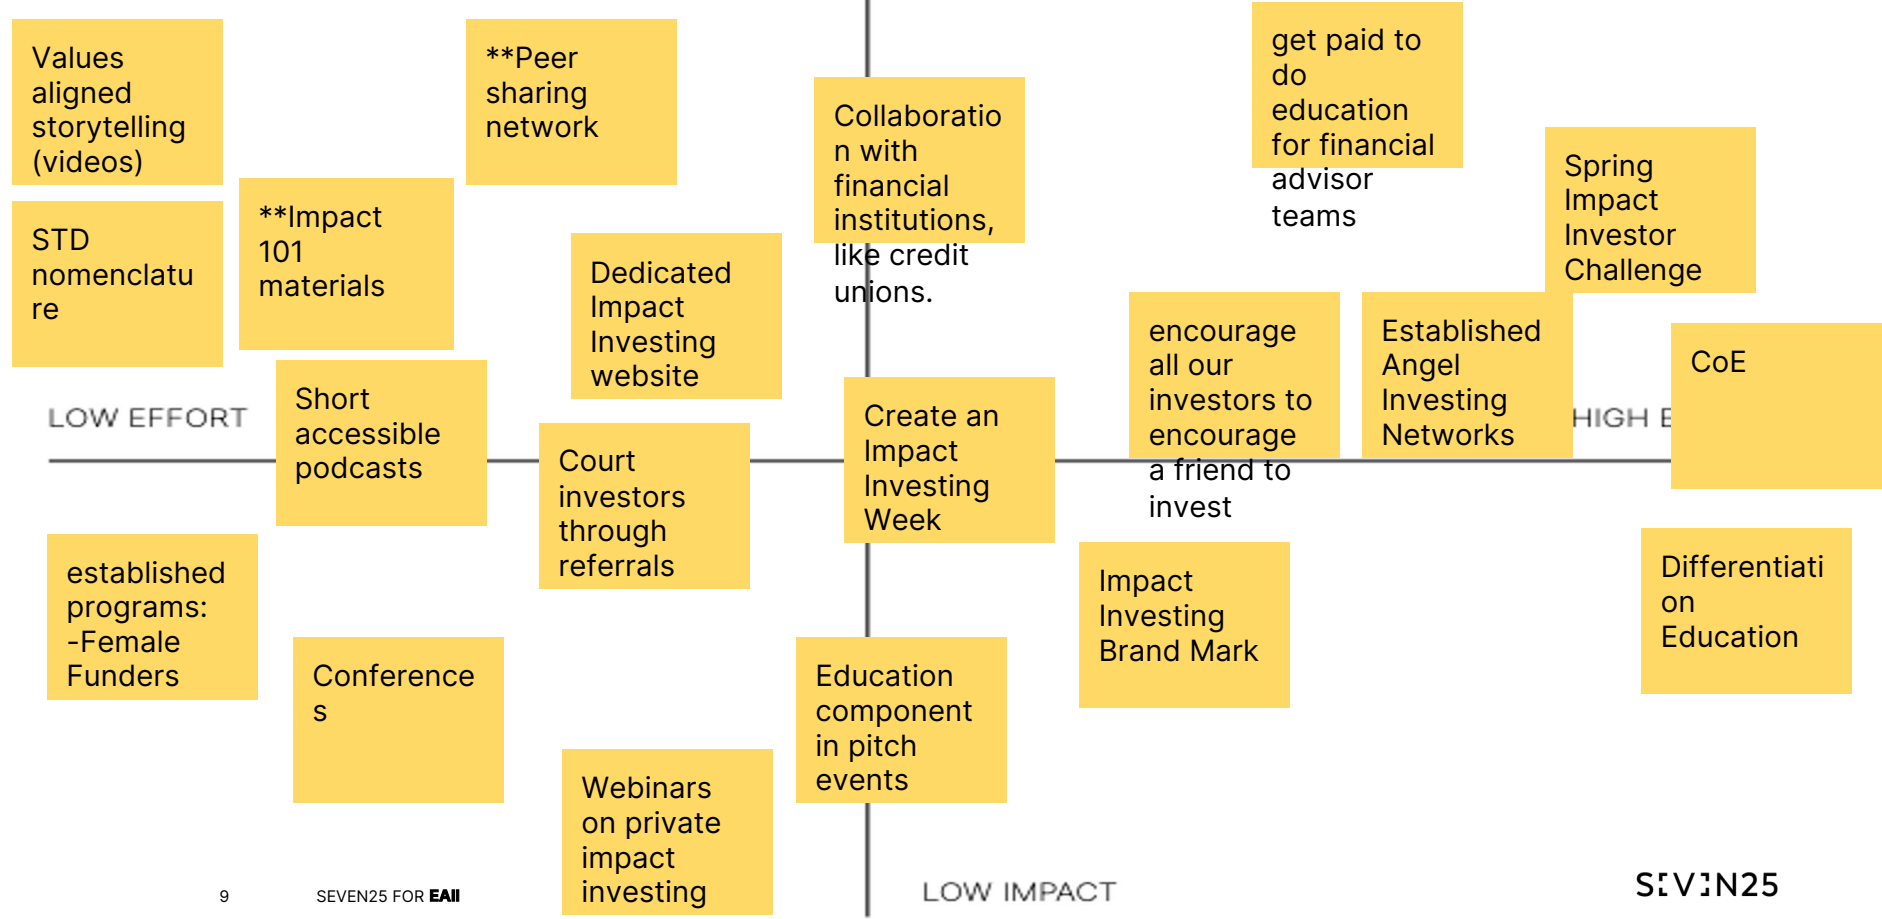 Values
aligned
storytelling
(videos)
**Peer
sharing
network
Collaboratio
n with
financial
institutions,
like credit
unions.
get paid to
do
education
for financial
advisor
teams
Spring
Impact
Investor
Challenge
STD
nomenclatu
re
**Impact
101
materials
Dedicated
Impact
Investing
website
encourage
all our
investors to
encourage
a friend to
invest
Established
Angel
Investing
Networks
CoE
LOW EFFORT
Short
accessible
podcasts
Court
investors
through
referrals
Create an
Impact
Investing
Week
HIGH E
established
programs:
-Female
Funders
Conference
s
Webinars
on private
impact
investing
Education
component
in pitch
events
Impact
Investing
Brand Mark
Differentiati
on
Education
LOW IMPACT
9
SEVEN25 FOR EAII
SEVEN25